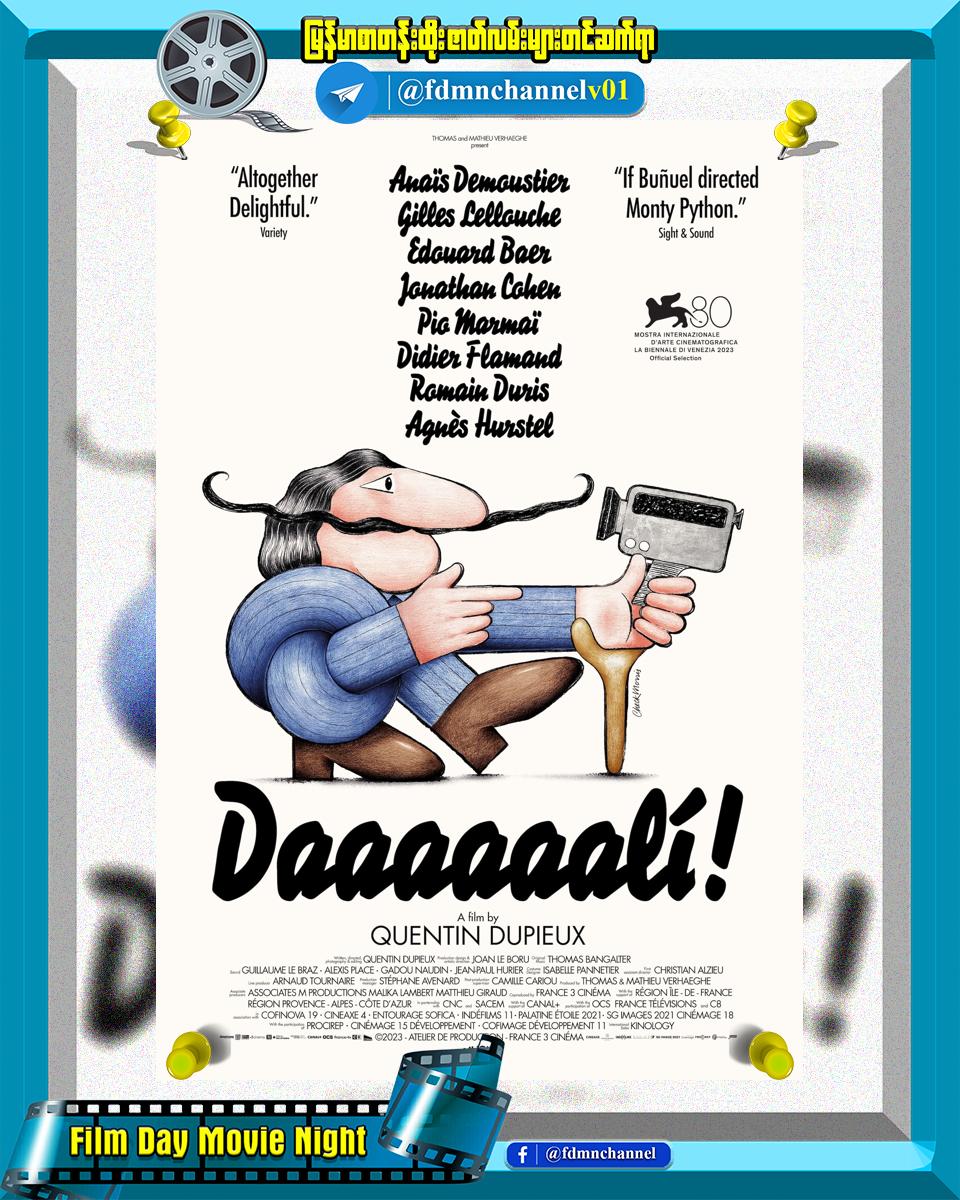 မြန်မာစာတန်းထိုးဇာတ်လမ်းများတင်ဆက်ရာ
@fdmnchannelv01
THOMAS and MATHIEU VERHAEGHE
present
“Altogether
Delightful.”
Variety
Anaïs Demoustier
Gilles Lellouche
Edouard Baer
Jonathan Cohen
Pio Marmaï
Didier Flamand
Romain Duris
Agnès Hurstel
“If Buñuel directed
Monty Python.”
Sight & Sound
80
MOSTRA INTERNAZIONALE
D'ARTE CINEMATOGRAFICA
LA BIENNALE DI VENEZIA 2023
Official Selection
Daaaaaaalí!
A film by
QUENTIN DUPIEUX
QUENTIN DUPIEUX JOAN LE BORU THOMAS BANGALTER
GUILLAUME LE BRAZ - ALEXIS PLACE - GADOU NAUDIN - JEAN-PAUL HURIER ISABELLE PANNETIER CHRISTIAN ALZIEU
ARNAUD TOURNAIRE STÉPHANE AVENARD CAMILLE CARIOU THOMAS & MATHIEU VERHAEGHE
ASSOCIATES M PRODUCTIONS MALIKA LAMBERT MATTHIEU GIRAUD FRANCE 3 CINÉMA RÉGION ÎLE - DE - FRANCE
RÉGION PROVENCE - ALPES - CÔTE D'AZUR CNC and SACEM CANAL+ OCS FRANCE TÉLÉVISIONS and C8
COFINOVA 19 - CINEAXE 4 - ENTOURAGE SOFICA - INDÉFILMS 11 - PALATINE ÉTOILE 2021 - SG IMAGES 2021 CINÉMAGE 18
PROCIREP - CINÉMAGE 15 DÉVELOPPEMENT - COFIMAGE DÉVELOPPEMENT 11 KINOLOGY
©2023 - ATELIER DE PRODUCTION - FRANCE 3 CINÉMA
Film Day Movie Night
@fdmnchannel